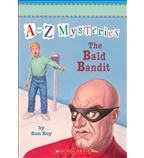 A to Z Mysteries
The
Bald
Bandit
by
Ron Roy
SCHOLASTIC